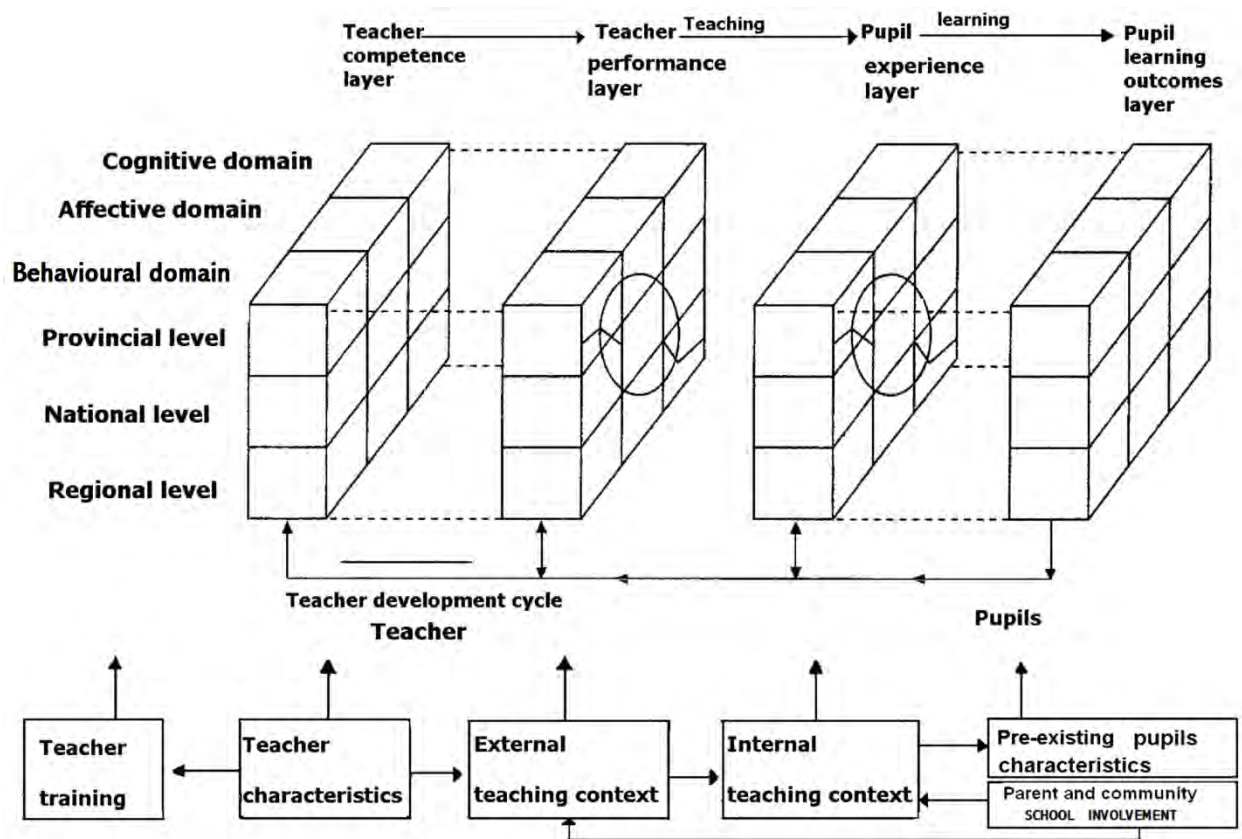 Teacher
competence
layer
Teacher
performance
layer
Teaching
Pupil
experience
layer
learning
Pupil
learning
outcomes
layer
Cognitive domain
Affective domain
Behavioural domain
Provincial level
National level
Regional level
Teacher development cycle
Teacher
Pupils
Teacher
training
Teacher
characteristics
External
teaching context
Internal
teaching context
Pre-existing pupils
characteristics
Parent and community
SCHOOL INVOLVEMENT